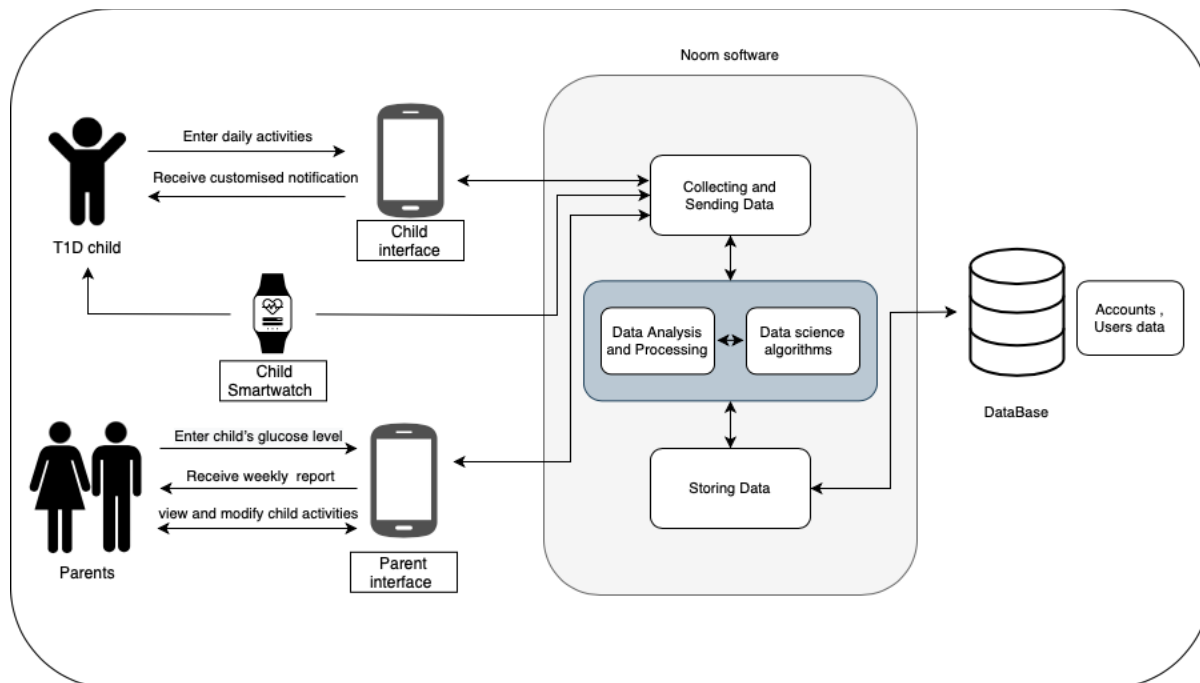 Noom software
Enter daily activities
Receive customised notification
T1D child
Child
interface
Collecting and
Sending Data
Child
Smartwatch
Data Analysis
and Processing
Data science
algorithms
Accounts ,
Users data
DataBase
Enter child's glucose level
Receive weekly report
view and modify child activities
Parents
Parent
interface
Storing Data